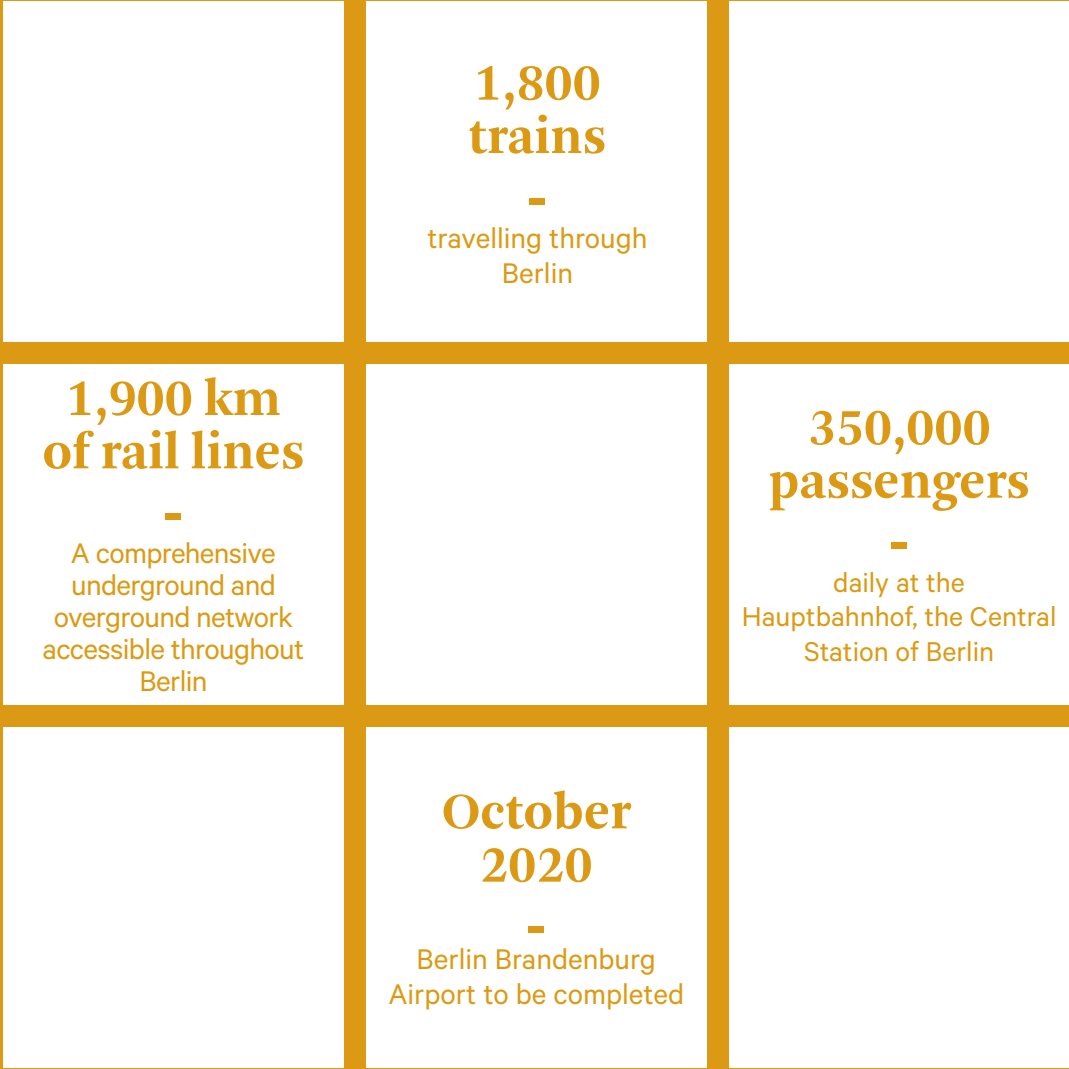 1,800
trains
-
travelling through
Berlin
1,900 km
of rail lines
-
A comprehensive
underground and
overground network
accessible throughout
Berlin
350,000
passengers
-
daily at the
Hauptbahnhof, the Central
Station of Berlin
October
2020
-
Berlin Brandenburg
Airport to be completed